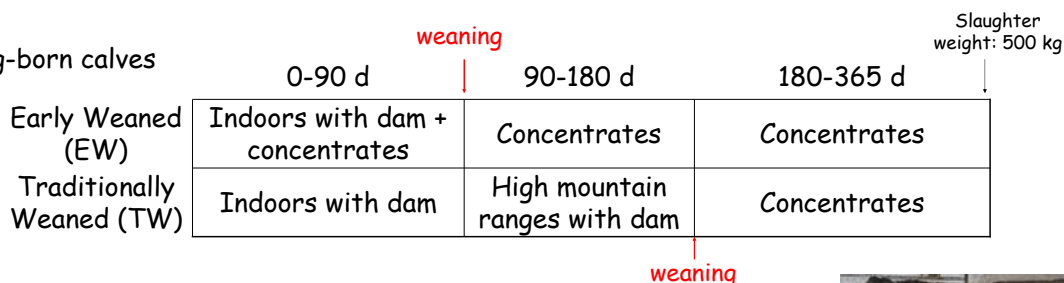 Slaughter
weight: 500 kg
weaning
g-born calves
0-90 d 90-180 d 180-365 d
Early Weaned
(EW)
Indoors with dam +
concentrates
Concentrates
Concentrates
Traditionally
Weaned (TW)
Indoors with dam
High mountain
ranges with dam
Concentrates
weaning